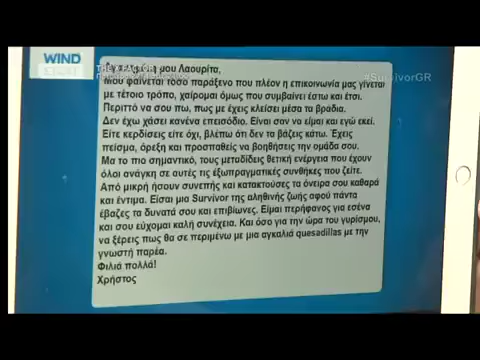 WIND
#SurvivorGR
μου Λαουρίτα,
Μου φαίνεται τόσο παράξενο που πλέον η επικοινωνία μας γίνεται
με τέτοιο τρόπο, χαίρομαι όμως που συμβαίνει έστω και έτσι.
Περιττό να σου πω, πως με έχεις κλείσει μέσα τα βράδια.
Δεν έχω χάσει κανένα επεισόδιο. Είναι σαν να είμαι και εγώ εκεί.
Είτε κερδίσεις είτε όχι, βλέπω ότι δεν τα βάζεις κάτω. Έχεις
πείσμα, όρεξη και προσπαθείς να βοηθήσεις την ομάδα σου.
Μα το πιο σημαντικό, τους μεταδίδεις θετική ενέργεια που έχουν
όλοι ανάγκη σε αυτές τις εξωπραγματικές συνθήκες που ζείτε.
Από μικρή ήσουν συνεπής και κατακτούσες τα όνειρα σου καθαρά
και έντιμα. Είσαι μια Survivor της αληθινής ζωής αφού πάντα
έβαζες τα δυνατά σου και επιβίωνες. Είμαι περήφανος για εσένα
και σου εύχομαι καλή συνέχεια. Και όσο για την ώρα του γυρισμού,
να ξέρεις πως θα σε περιμένω με μια αγκαλιά quesadillas με την
γνωστή παρέα.
Φιλιά πολλά!
Χρήστος